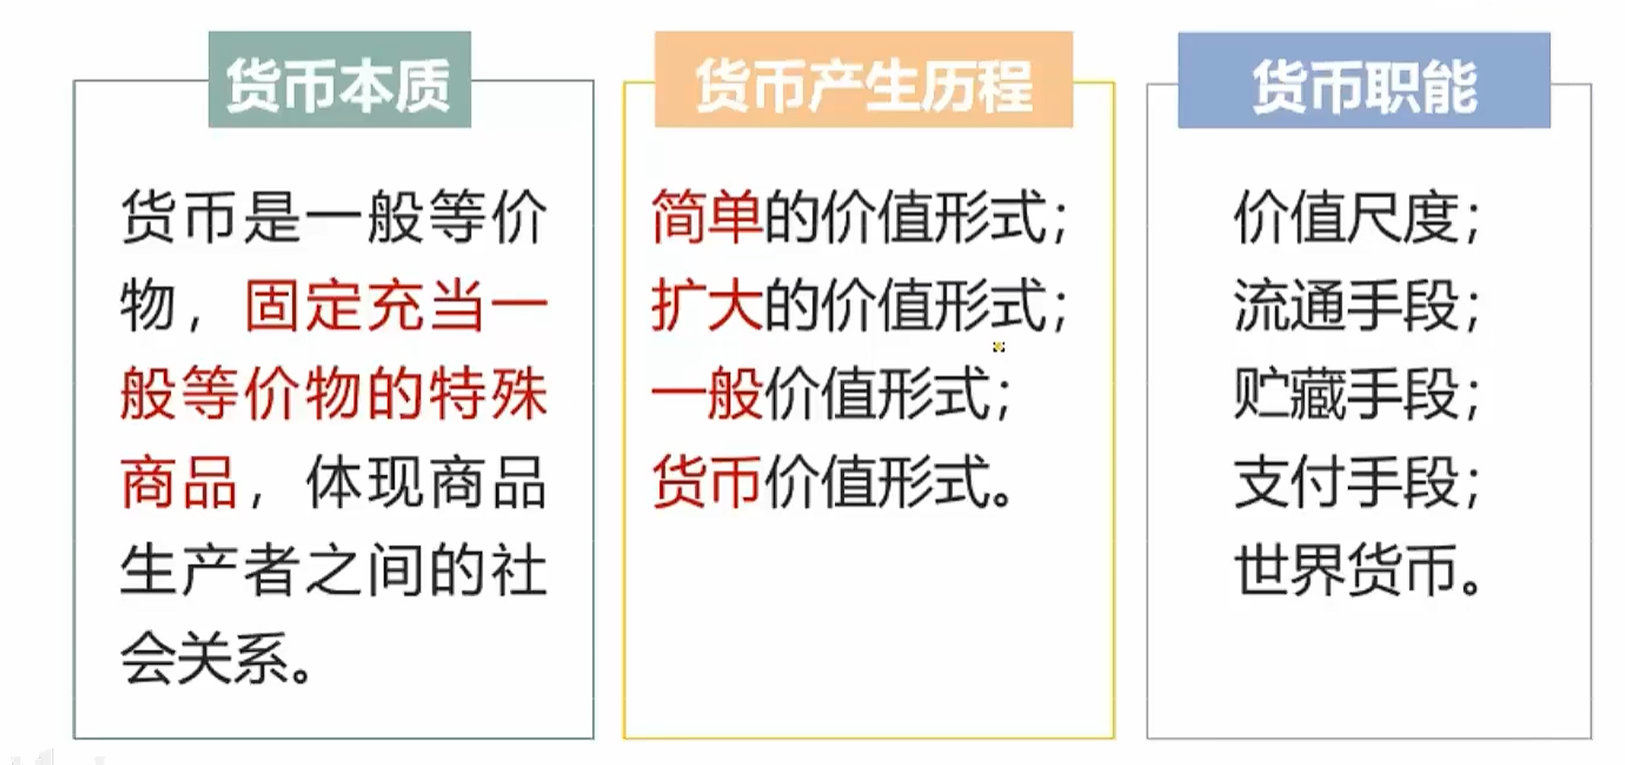 货币本质
货币是一般等价
物，固定充当一
般等价物的特殊
商品，体现商品
生产者之间的社
会关系。
货币产生历程
简单的价值形式；
扩大的价值形式；
一般价值形式；
货币价值形式。
货币职能
价值尺度；
流通手段；
贮藏手段；
支付手段；
世界货币。